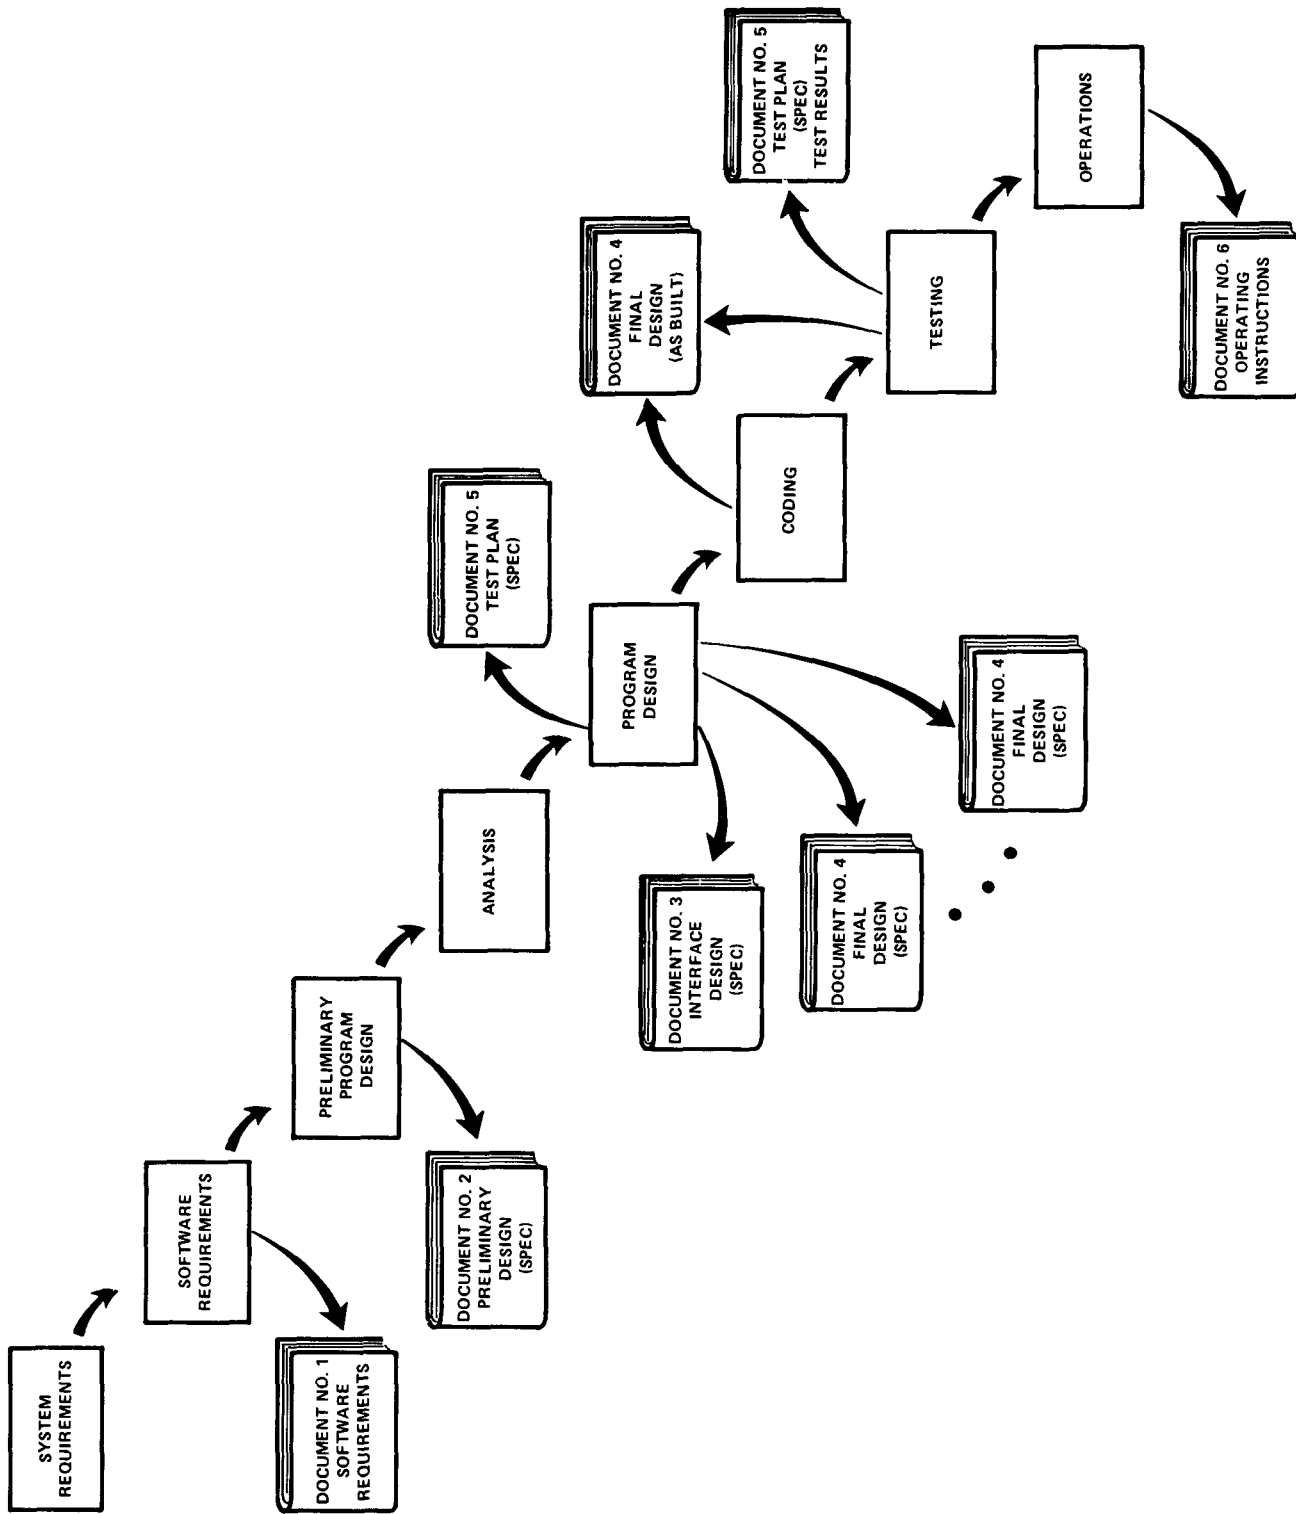 SYSTEM
REQUIREMENTS
SOFTWARE
REQUIREMENTS
PRELIMINARY
PROGRAM
DESIGN
ANALYSIS
PROGRAM
DESIGN
CODING
TESTING
OPERATIONS
DOCUMENT NO. 1
SOFTWARE
REQUIREMENTS
DOCUMENT NO. 2
PRELIMINARY
DESIGN
(SPEC)
DOCUMENT NO. 3
INTERFACE
DESIGN
(SPEC)
DOCUMENT NO. 4
FINAL
DESIGN
(SPEC)
DOCUMENT NO. 4
FINAL
DESIGN
(SPEC)
DOCUMENT NO. 5
TEST PLAN
(SPEC)
DOCUMENT NO. 4
FINAL
DESIGN
(AS BUILT)
DOCUMENT NO. 5
TEST PLAN
(SPEC)
TEST RESULTS
DOCUMENT NO. 6
OPERATING
INSTRUCTIONS